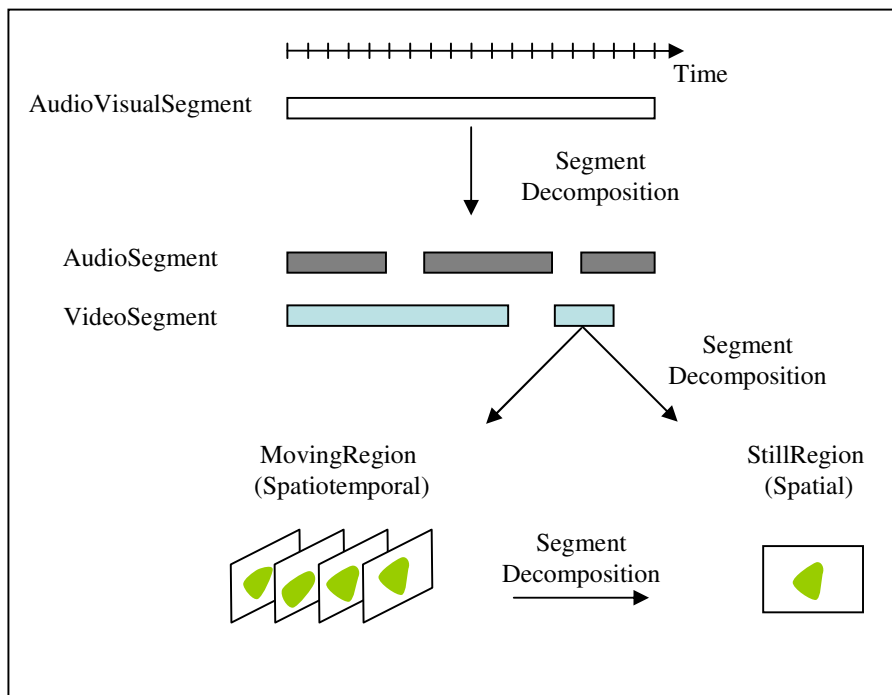 Time
AudioVisualSegment
Segment
Decomposition
AudioSegment
VideoSegment
Segment
Decomposition
MovingRegion
(Spatiotemporal)
StillRegion
(Spatial)
Segment
Decomposition